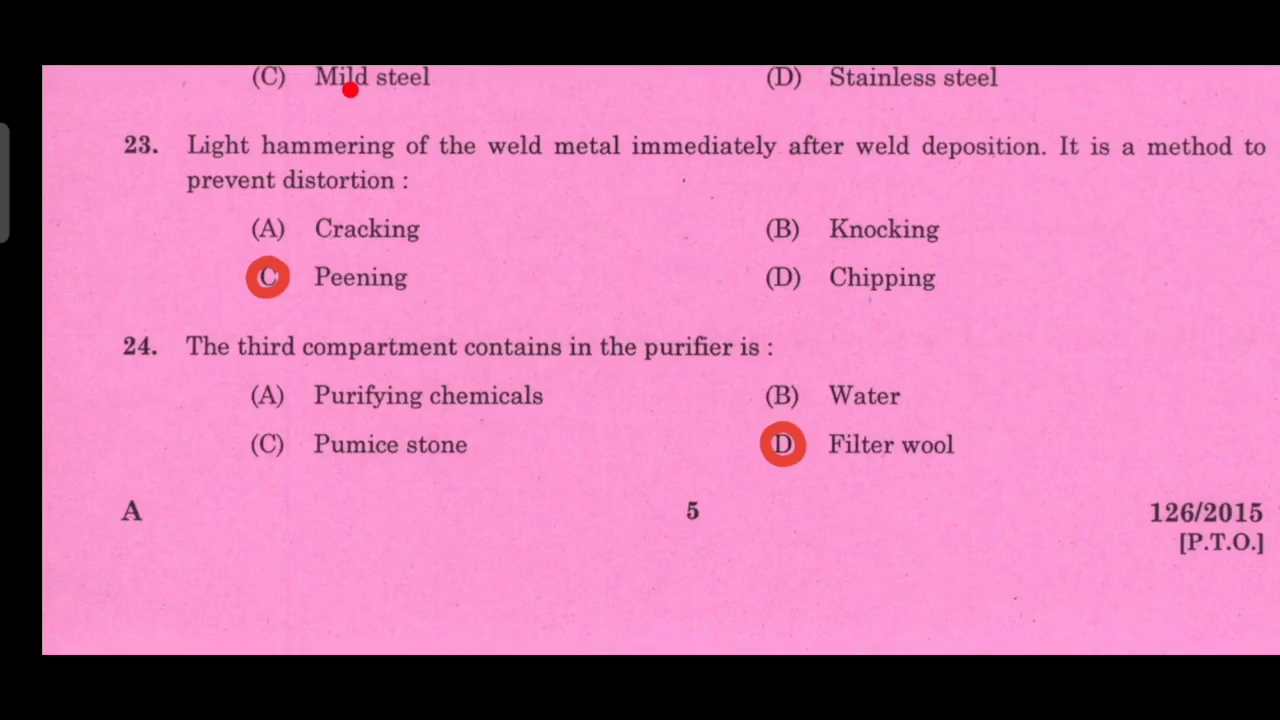 (C) Mild steel (D) Stainless steel
23. Light hammering of the weld metal immediately after weld deposition. It is a method to
prevent distortion :
(A) Cracking (B) Knocking
(C) Peening (D) Chipping
24. The third compartment contains in the purifier is :
(A) Purifying chemicals (B) Water
(C) Pumice stone (D) Filter wool
A 5 126/2015
[P.T.O.]